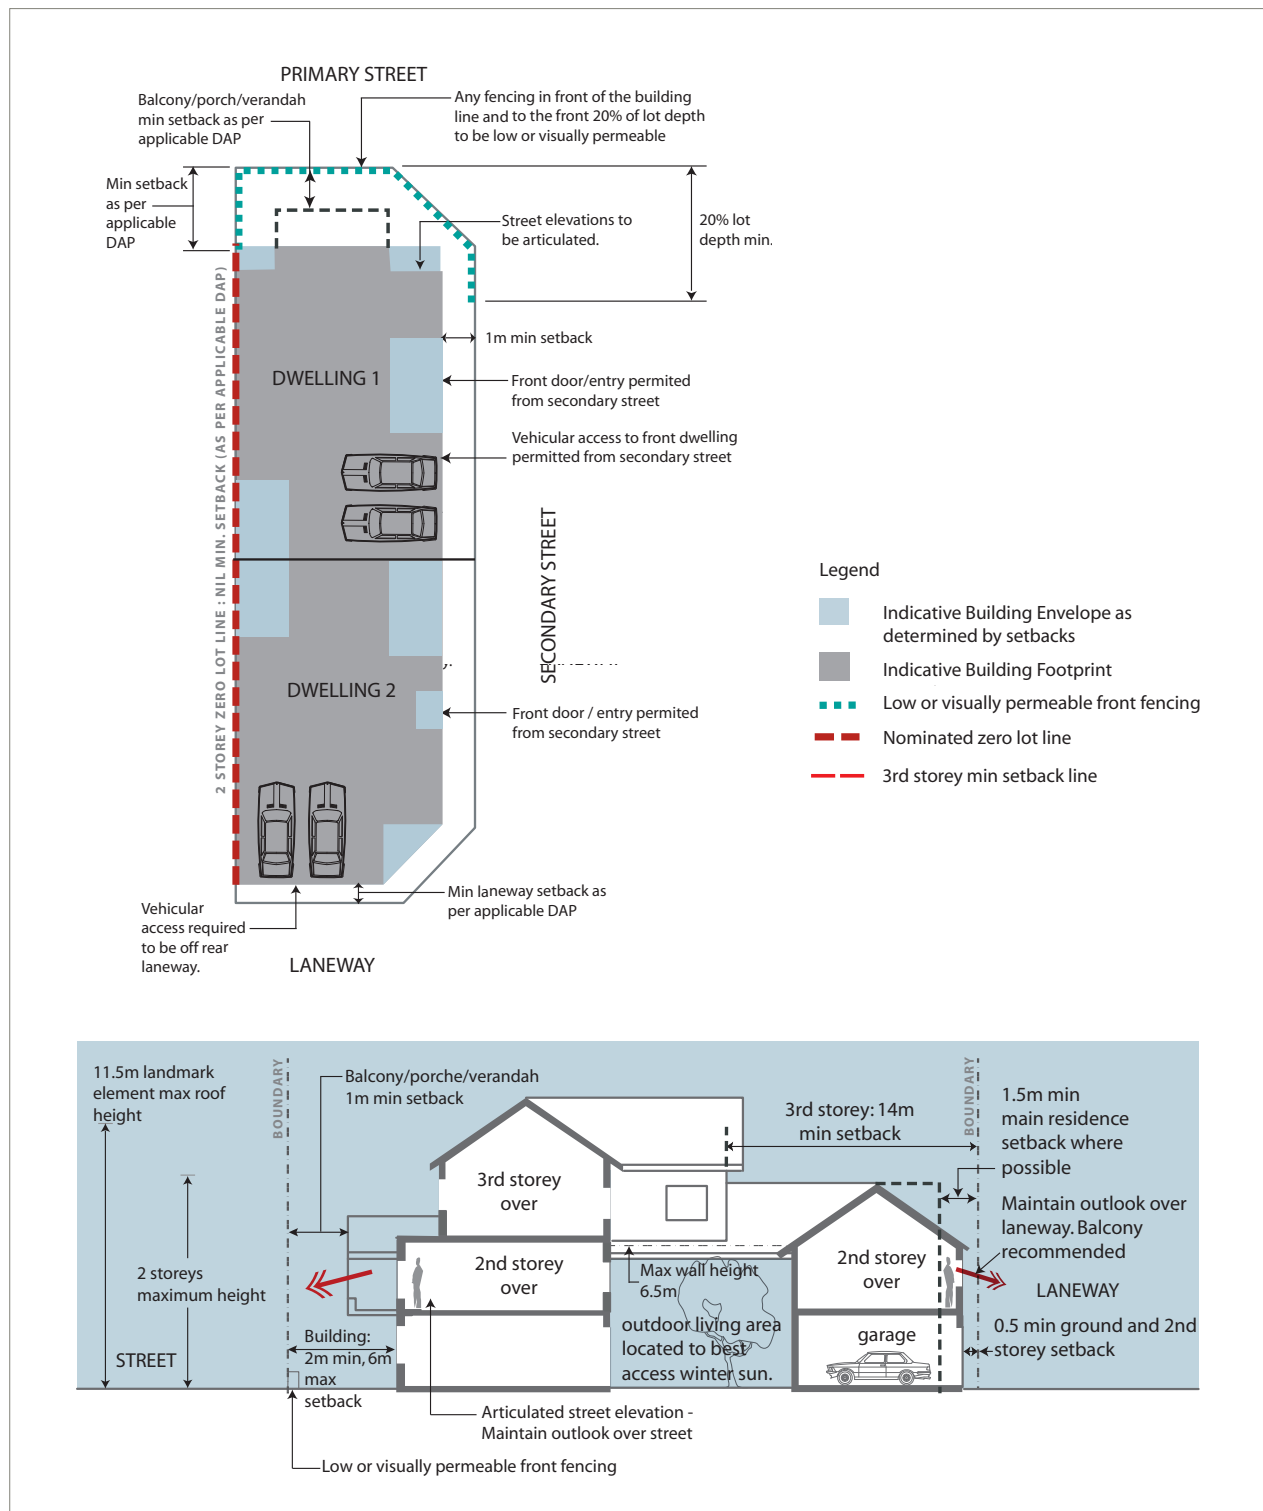 PRIMARY STREET
Balcony/porch/verandah
min setback as per
applicable DAP
Any fencing in front of the building
line and to the front 20% of lot depth
to be low or visually permeable
Min setback
as per
applicable
DAP
Street elevations to
be articulated.
20% lot
depth min.
2 STOREY ZERO LOT LINE : NIL MIN. SETBACK (AS PER APPLICABLE DAP)
1m min setback
DWELLING 1
Front door/entry permited
from secondary street
Vehicular access to front dwelling
permitted from secondary street
SECONDARY STREET
DWELLING 2
Front door / entry permited
from secondary street
Min laneway setback as
per applicable DAP
Vehicular
access required
to be off rear
laneway.
LANEWAY
Legend
Indicative Building Envelope as
determined by setbacks
Indicative Building Footprint
Low or visually permeable front fencing
Nominated zero lot line
3rd storey min setback line
11.5m landmark
element max roof
height
BOUNDARY
Balcony/porche/verandah
1m min setback
3rd storey: 14m
min setback
BOUNDARY
1.5m min
main residence
setback where
possible
3rd storey
over
Maintain outlook over
laneway. Balcony
recommended
2 storeys
maximum height
2nd storey
over
Max wall height
6.5m
2nd storey
over
LANEWAY
STREET
Building:
2m min, 6m
max
setback
outdoor living area
located to best
access winter sun.
garage
0.5 min ground and 2nd
storey setback
Articulated street elevation -
Maintain outlook over street
Low or visually permeable front fencing